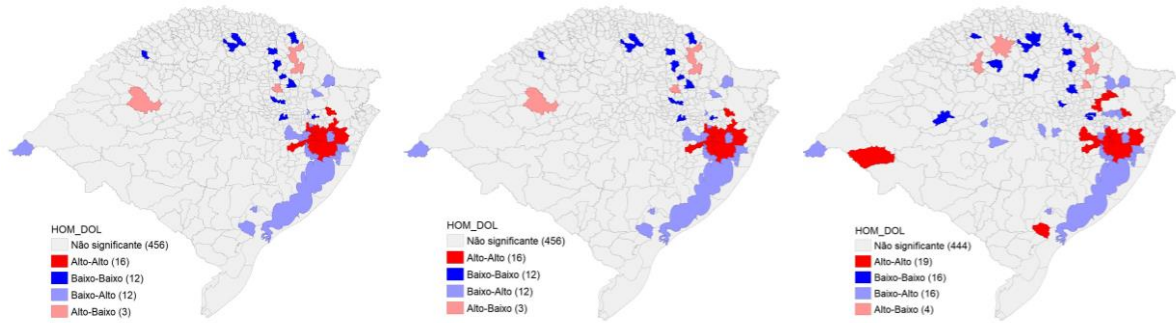 HOM_DOL
Não significante (456)
Alto-Alto (16)
Baixo-Baixo (12)
Baixo-Alto (12)
Alto-Baixo (3)
HOM_DOL
Não significante (456)
Alto-Alto (16)
Baixo-Baixo (12)
Baixo-Alto (12)
Alto-Baixo (3)
HOM_DOL
Não significante (444)
Alto-Alto (19)
Baixo-Baixo (16)
Baixo-Alto (16)
Alto-Baixo (4)